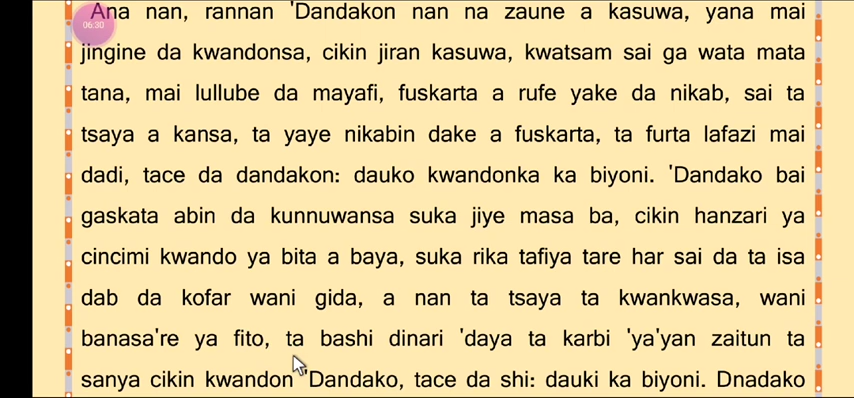 Ana nan, rannan 'Dandakon nan na zaune a kasuwa, yana mai
06:30
jingine da kwandonsa, cikin jiran kasuwa, kwatsam sai ga wata mata
tana, mai lullube da mayafi, fuskarta a rufe yake da nikab, sai ta
tsaya a kansa, ta yaye nikabin dake a fuskarta, ta furta lafazi mai
dadi, tace da dandakon: dauko kwandonka ka biyoni. 'Dandako bai
gaskata abin da kunnuwansa suka jiye masa ba, cikin hanzari ya
cincimi kwando ya bita a baya, suka rika tafiya tare har sai da ta isa
dab da kofar wani gida, a nan ta tsaya ta kwankwasa, wani
banasa're ya fito, ta bashi dinari 'daya ta karbi 'ya'yan zaitun ta
sanya cikin kwandon 'Dandako, tace da shi: dauki ka biyoni. Dnadako